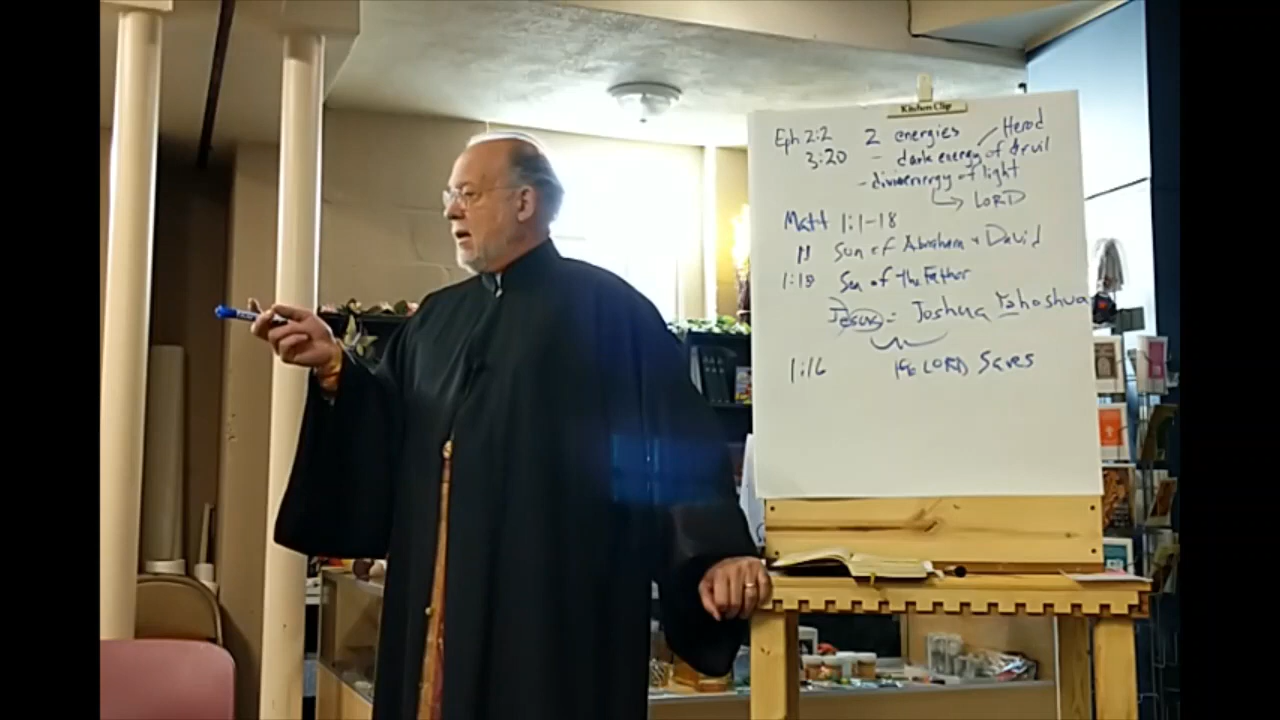 Kitchen Clip
Eph 2:2 2 energies Herod
3:20 - dark energy of devil
- divine energy of light
LORD
Matt 1:1-18
11 Son of Abraham + David
1:18 Son of the Father
Jesus = Joshua Yahoshua
1:16 the LORD Saves